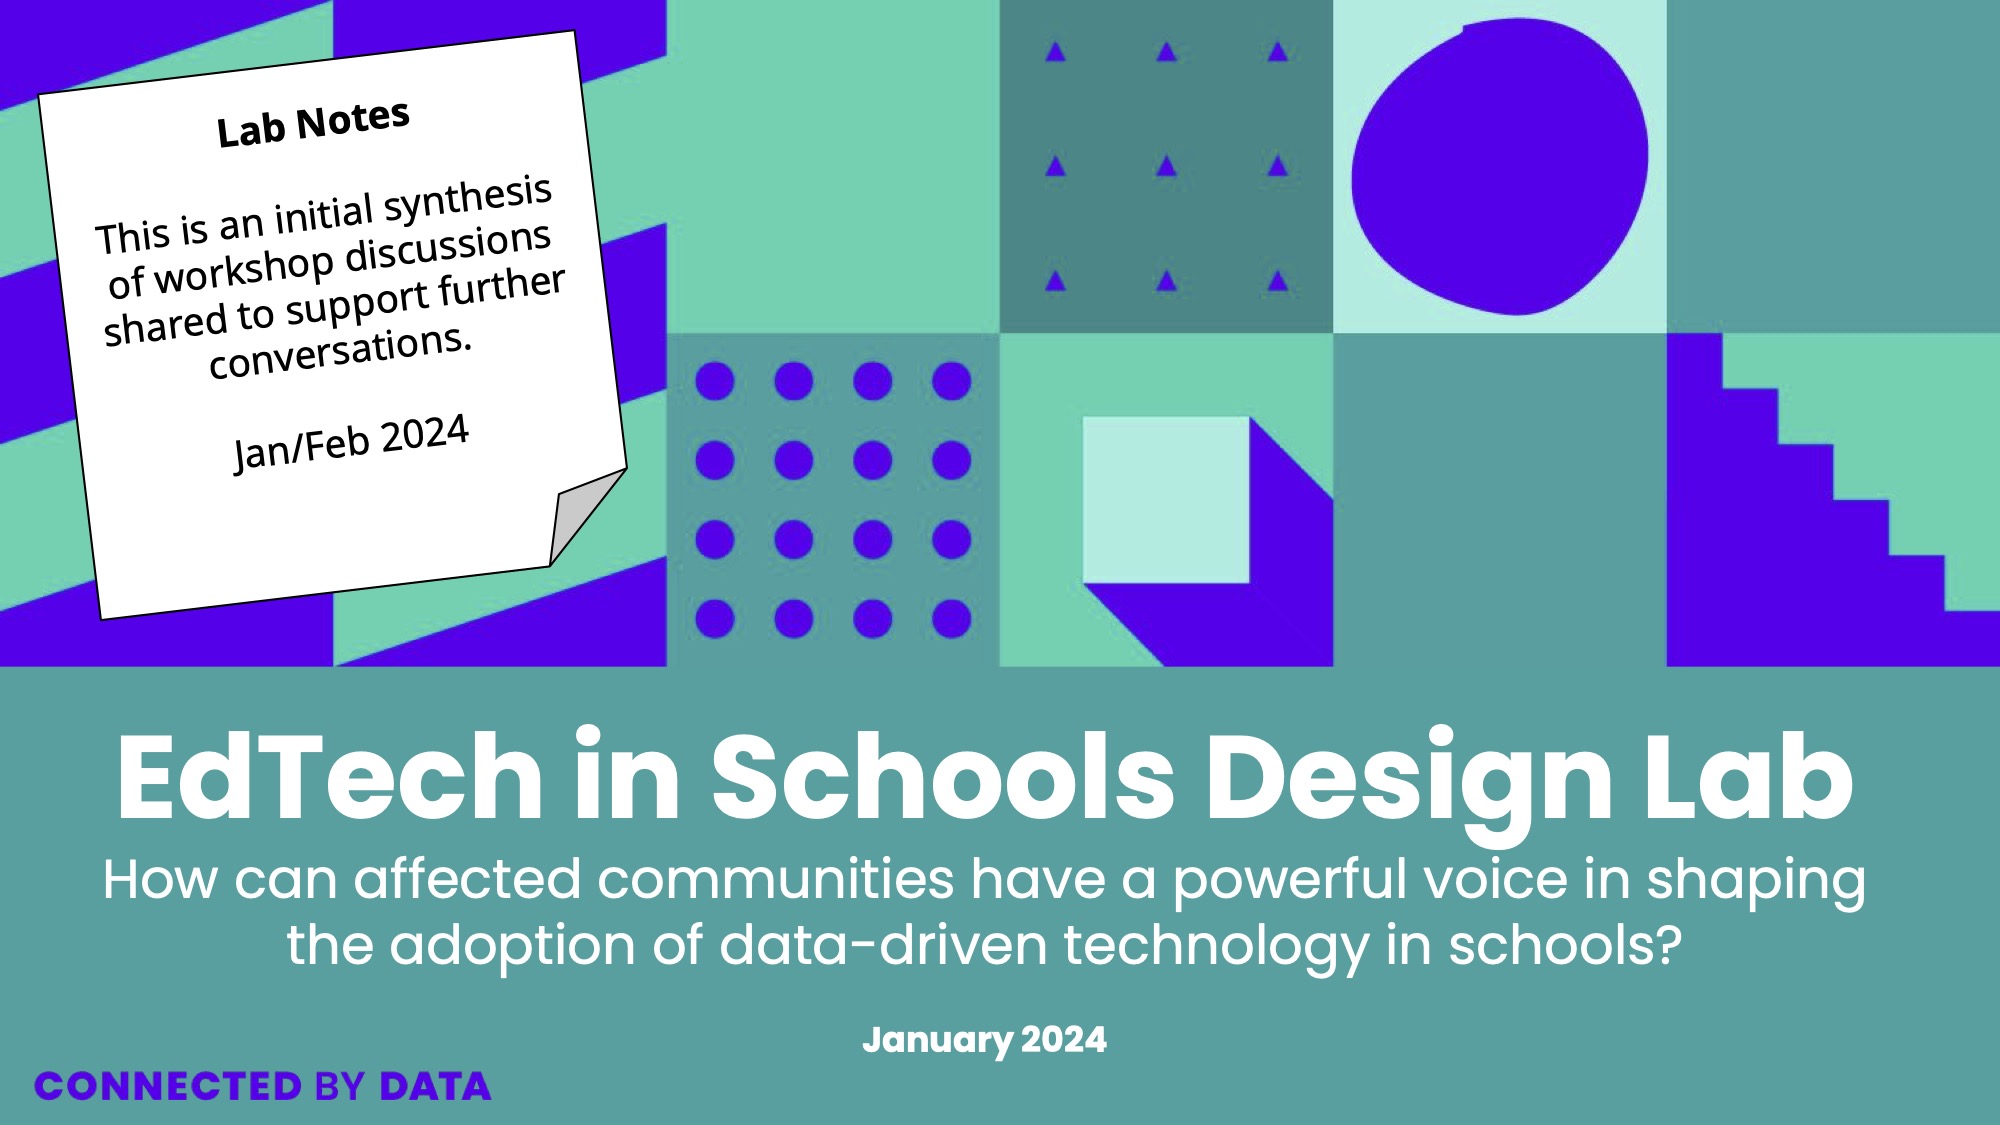 Lab Notes
This is an initial synthesis
of workshop discussions
shared to support further
conversations.
Jan/Feb 2024
EdTech in Schools Design Lab
How can affected communities have a powerful voice in shaping
the adoption of data-driven technology in schools?
January 2024
CONNECTED BY DATA